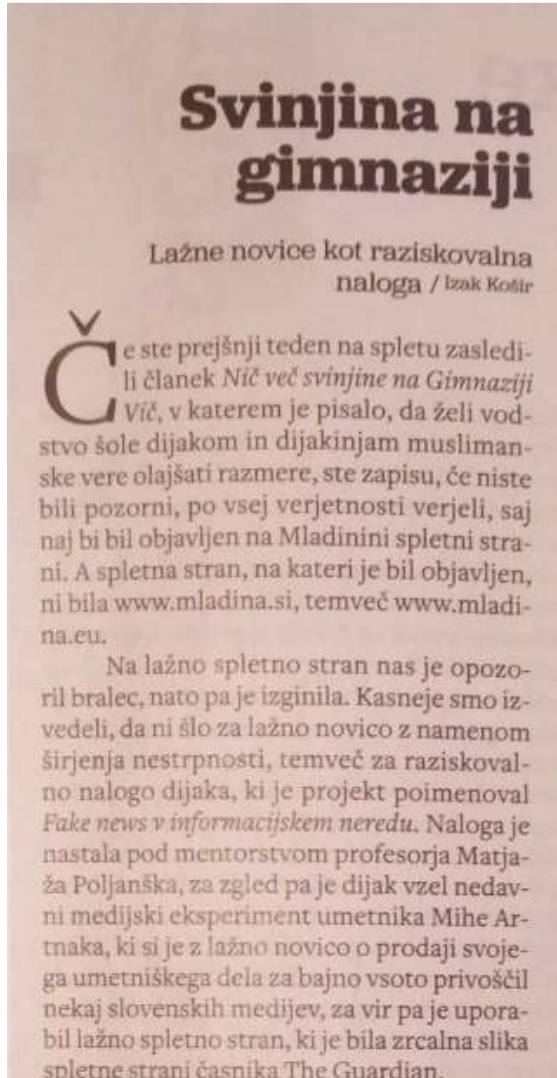 Svinjina na
gimnaziji
Lažne novice kot raziskovalna
naloga / Izak Košir
Če ste prejšnji teden na spletu zasledi-
li članek Nič več svinjine na Gimnaziji
Vič, v katerem je pisalo, da želi vod-
stvo šole dijakom in dijakinjam musliman-
ske vere olajšati razmere, ste zapisu, če niste
bili pozorni, po vsej verjetnosti verjeli, saj
naj bi bil objavljen na Mladinini spletni stra-
ni. A spletna stran, na kateri je bil objavljen,
ni bila www.mladina.si, temveč www.mladi-
na.eu.
Na lažno spletno stran nas je opozo-
ril bralec, nato pa je izginila. Kasneje smo iz-
vedeli, da ni šlo za lažno novico z namenom
širjenja nestrpnosti, temveč za raziskoval-
no nalogo dijaka, ki je projekt poimenoval
Fake news v informacijskem neredu. Naloga je
nastala pod mentorstvom profesorja Matja-
ža Poljanška, za zgled pa je dijak vzel nedav-
ni medijski eksperiment umetnika Mihe Ar-
tnaka, ki si je z lažno novico o prodaji svoje-
ga umetniškega dela za bajno vsoto privoščil
nekaj slovenskih medijev, za vir pa je upora-
bil lažno spletno stran, ki je bila zrcalna slika
spletne strani časnika The Guardian.